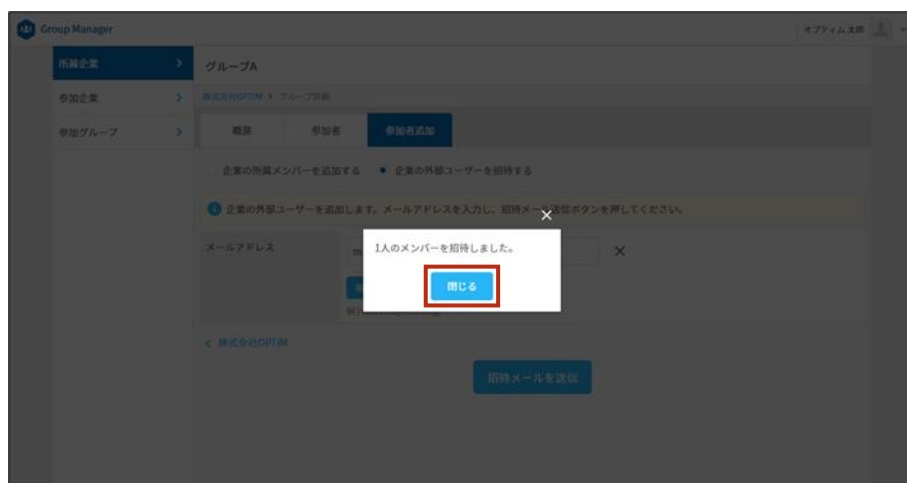 Group Manager
オプティム 太郎
所属企業
参加企業
参加グループ
グループA
株式会社OPTiM > グループ詳細
概要
参加者
参加者追加
企業の所属メンバーを追加する
企業の外部ユーザーを招待する
企業の外部ユーザーを追加します。メールアドレスを入力し、招待メール送信ボタンを押してください。
メールアドレス
1人のメンバーを招待しました。
閉じる
株式会社OPTiM
招待メールを送信